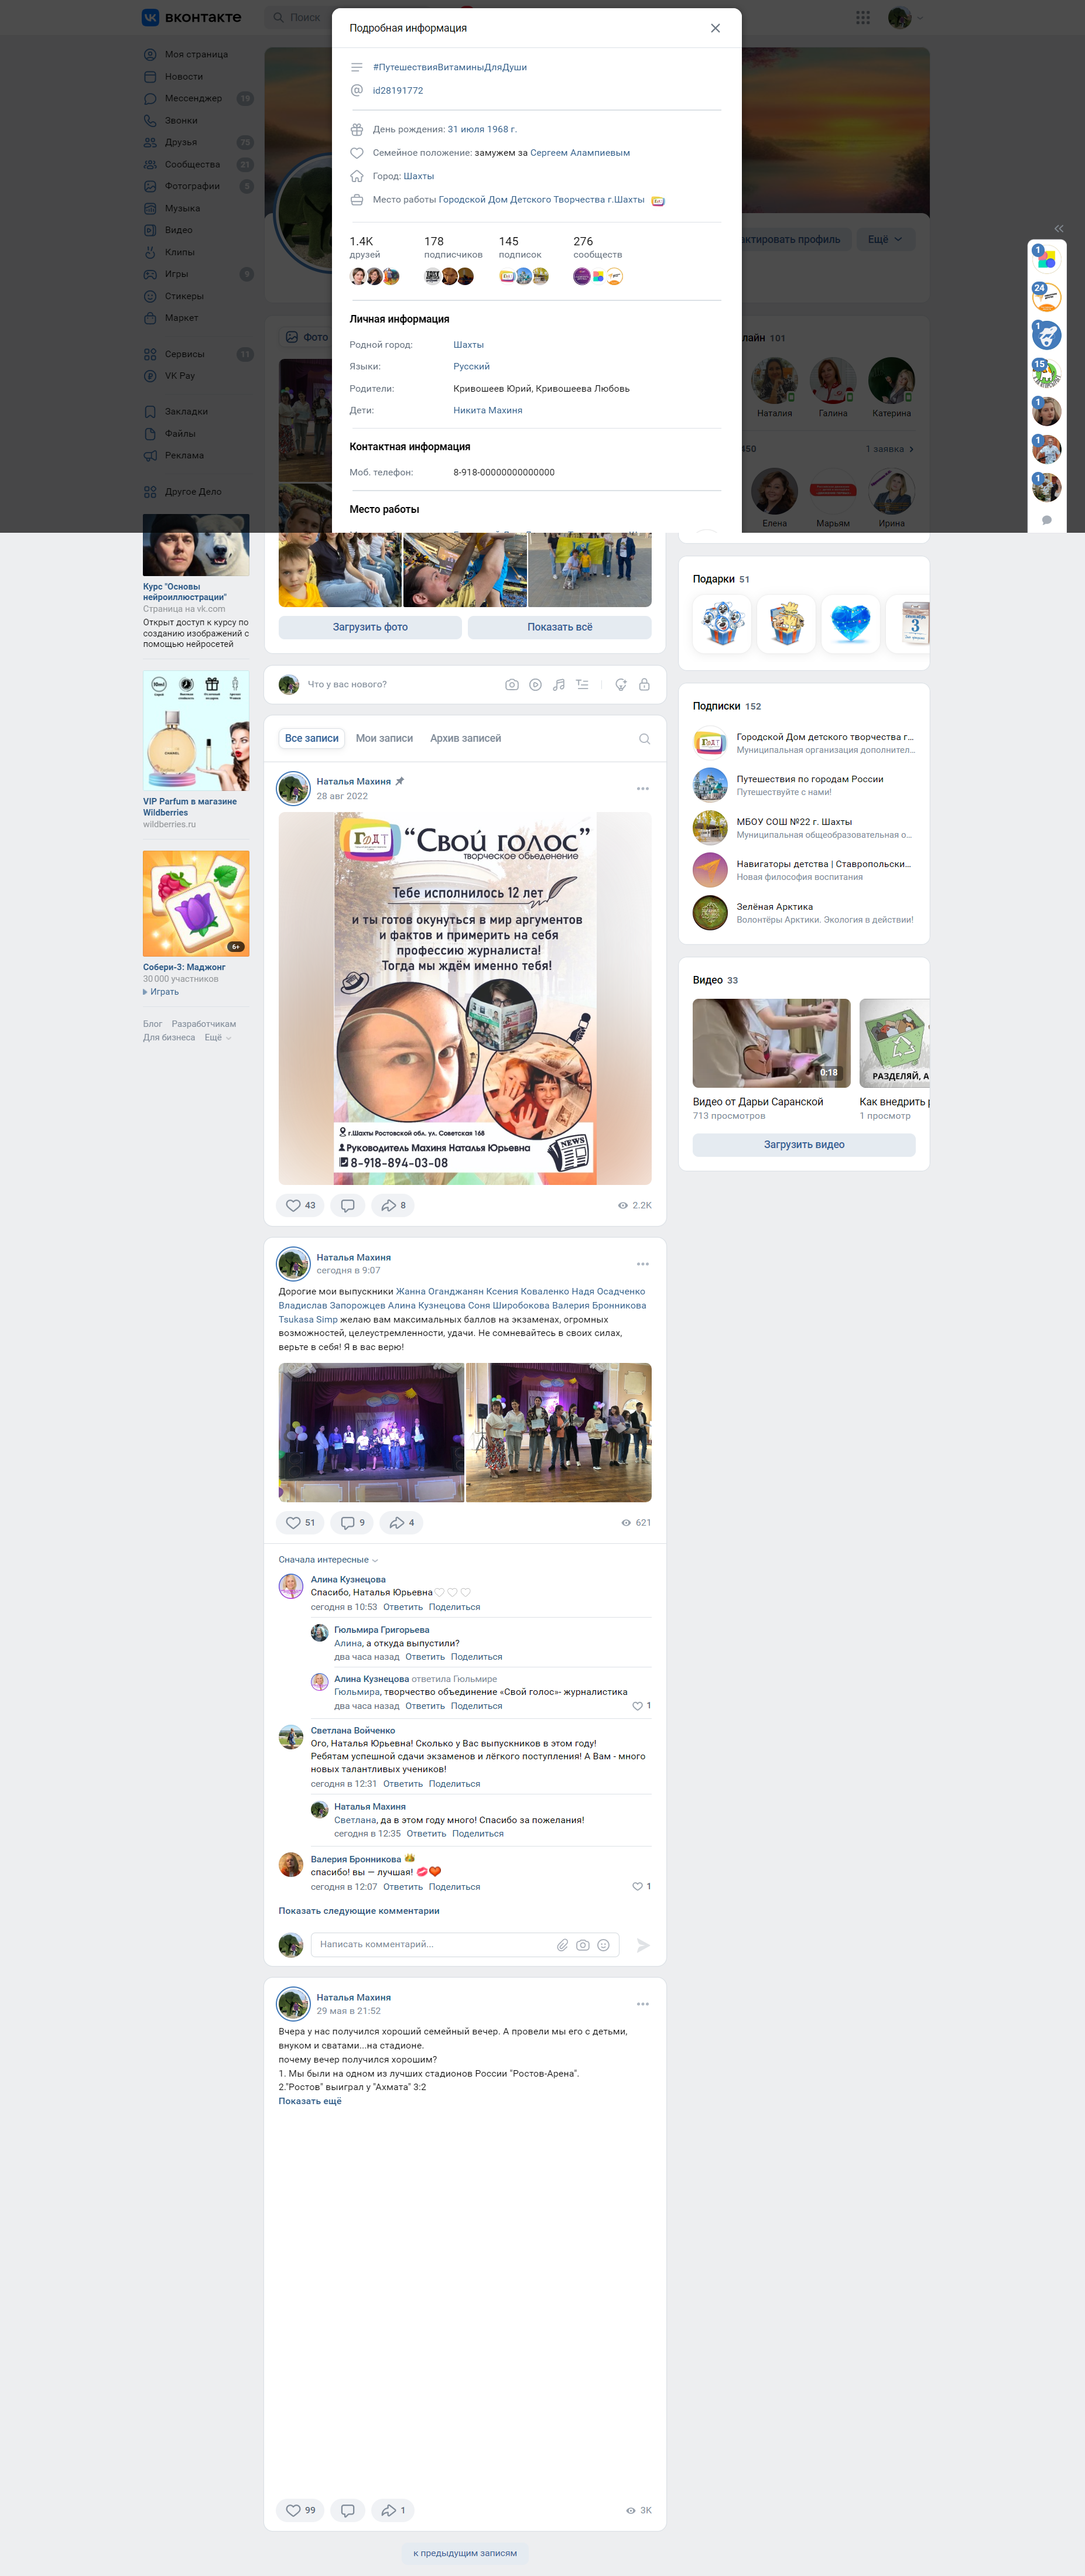 ВКОНТАКТЕ
Поиск
Подробная информация
#ПутешествияВитаминыДляДуши
id28191772
День рождения: 31 июля 1968 г.
Семейное положение: замужем за Сергеем Алампиевым
Город: Шахты
Место работы Городской Дом Детского Творчества г.Шахты
1.4K
друзей
178
подписчиков
145
подписок
276
сообществ
Личная информация
Родной город: Шахты
Языки: Русский
Родители: Кривошеев Юрий, Кривошеева Любовь
Дети: Никита Махиня
Контактная информация
Моб. телефон: 8-918-00000000000000
Место работы
Моя страница
Новости
Мессенджер 19
Звонки
Друзья 75
Сообщества 21
Фотографии 5
Музыка
Видео
Клипы
Игры 9
Стикеры
Маркет
Сервисы 11
VK Pay
Закладки
Файлы
Реклама
Другое Дело
Курс "Основы
нейроиллюстрации"
Страница на vk.com
Открыт доступ к курсу по
созданию изображений с
помощью нейросетей
VIP Parfum в магазине
Wildberries
wildberries.ru
6+
Собери-3: Маджонг
30 000 участников
Играть
Блог Разработчикам
Для бизнеса Ещё
актировать профиль
Ещё
Фото
лайн 101
Наталия
Галина
Катерина
450
1 заявка
Елена
Марьям
Ирина
1
24
1
15
1
1
1
Загрузить фото
Показать всё
Что у вас нового?
Все записи
Мои записи
Архив записей
Наталья Махиня
28 авг 2022
ГОДТ
“Свой голос”
творческое объеденение
Тебе исполнилось 12 лет
и ты готов окунуться в мир аргументов
и фактов и примерить на себя
профессию журналиста!
Тогда мы ждём именно тебя!
г.Шахты Ростовской обл. ул. Советская 168
Руководитель Махиня Наталья Юрьевна
8-918-894-03-08
NEWS
43
8
2.2K
Наталья Махиня
сегодня в 9:07
Дорогие мои выпускники Жанна Оганджанян Ксения Коваленко Надя Осадченко
Владислав Запорожцев Алина Кузнецова Соня Широбокова Валерия Бронникова
Tsukasa Simp желаю вам максимальных баллов на экзаменах, огромных
возможностей, целеустремленности, удачи. Не сомневайтесь в своих силах,
верьте в себя! Я в вас верю!
51
9
4
621
Сначала интересные
Алина Кузнецова
Спасибо, Наталья Юрьевна
сегодня в 10:53 Ответить Поделиться
Гюльмира Григорьева
Алина, а откуда выпустили?
два часа назад Ответить Поделиться
Алина Кузнецова ответила Гюльмире
Гюльмира, творчество объединение «Свой голос»- журналистика
два часа назад Ответить Поделиться
1
Светлана Войченко
Ого, Наталья Юрьевна! Сколько у Вас выпускников в этом году!
Ребятам успешной сдачи экзаменов и лёгкого поступления! А Вам - много
новых талантливых учеников!
сегодня в 12:31 Ответить Поделиться
Наталья Махиня
Светлана, да в этом году много! Спасибо за пожелания!
сегодня в 12:35 Ответить Поделиться
Валерия Бронникова
спасибо! вы — лучшая!
сегодня в 12:07 Ответить Поделиться
1
Показать следующие комментарии
Написать комментарий...
Наталья Махиня
29 мая в 21:52
Вчера у нас получился хороший семейный вечер. А провели мы его с детьми,
внуком и сватами...на стадионе.
почему вечер получился хорошим?
1. Мы были на одном из лучших стадионов России "Ростов-Арена".
2."Ростов" выиграл у "Ахмата" 3:2
Показать ещё
99
1
3K
к предыдущим записям
Подарки 51
3
Подписки 152
Городской Дом детского творчества г...
Муниципальная организация дополнител...
Путешествия по городам России
Путешествуйте с нами!
МБОУ СОШ №22 г. Шахты
Муниципальная общеобразовательная о...
Навигаторы детства | Ставропольски...
Новая философия воспитания
Зелёная Арктика
Волонтёры Арктики. Экология в действии!
Видео 33
0:18
Видео от Дарьи Саранской
713 просмотров
РАЗДЕЛЯЙ, А
Как внедрить р
1 просмотр
Загрузить видео